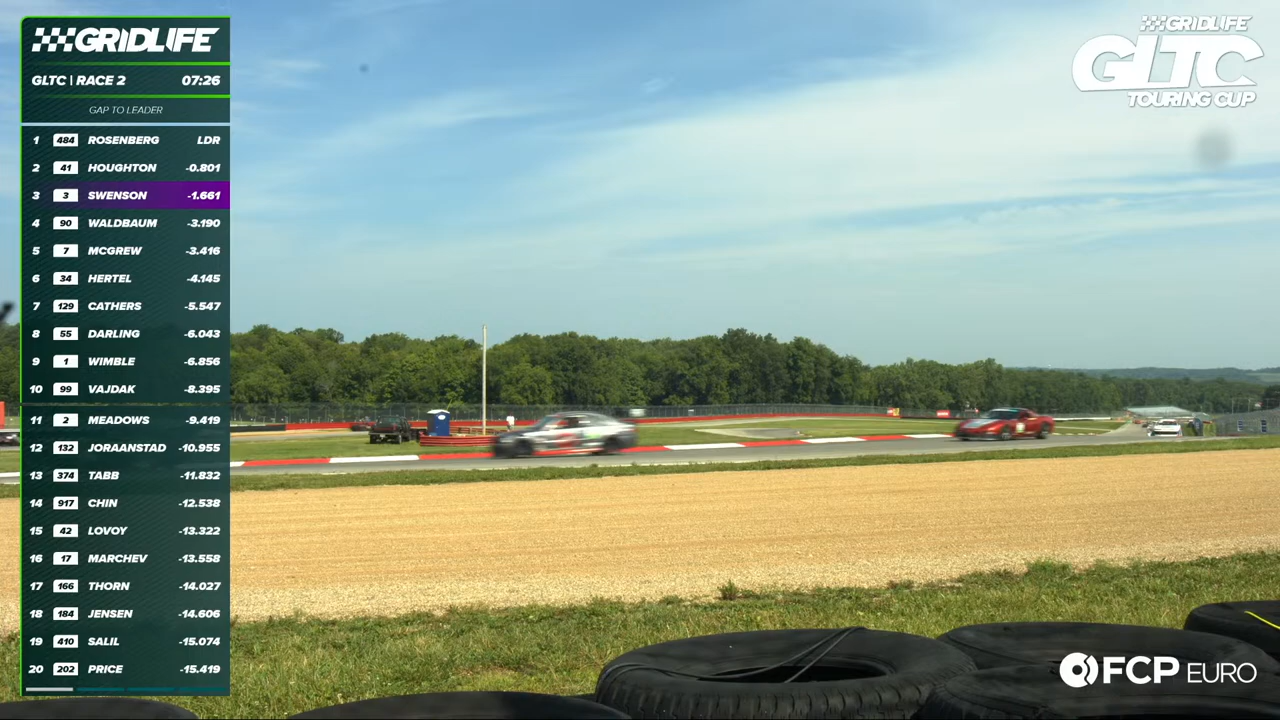 GRIDLIFE
GLTC | RACE 2 07:26
GAP TO LEADER
1 484 ROSENBERG LDR
2 41 HOUGHTON -0.801
3 3 SWENSON -1.661
4 90 WALDBAUM -3.190
5 7 MCGREW -3.416
6 34 HERTEL -4.145
7 129 CATHERS -5.547
8 55 DARLING -6.043
9 1 WIMBLE -6.856
10 99 VAJDAK -8.395
11 2 MEADOWS -9.419
12 132 JORAANSTAD -10.955
13 374 TABB -11.832
14 917 CHIN -12.538
15 42 LOVOY -13.322
16 17 MARCHEV -13.558
17 166 THORN -14.027
18 184 JENSEN -14.606
19 410 SALIL -15.074
20 202 PRICE -15.419
GRIDLIFE
GLTC
TOURING CUP
FCP EURO